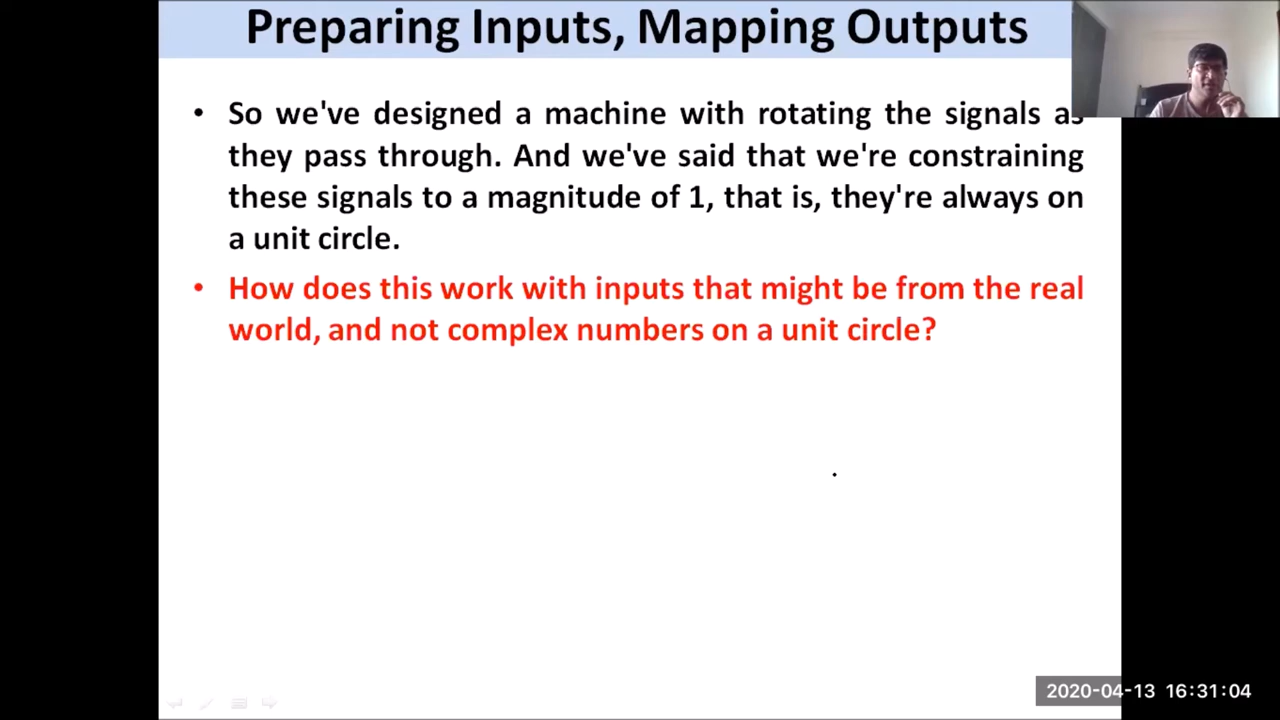 Preparing Inputs, Mapping Outputs
• So we've designed a machine with rotating the signals as
they pass through. And we've said that we're constraining
these signals to a magnitude of 1, that is, they're always on
a unit circle.
• How does this work with inputs that might be from the real
world, and not complex numbers on a unit circle?
2020-04-13 16:31:04